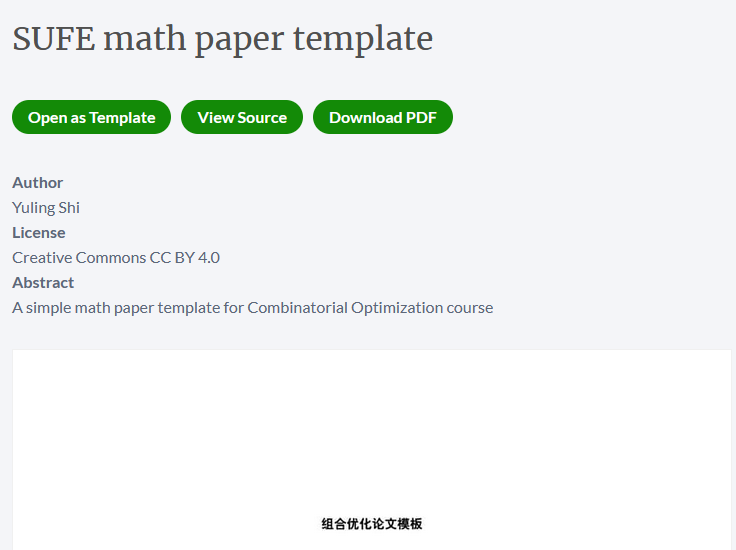 SUFE math paper template
Open as Template View Source Download PDF
Author
Yuling Shi
License
Creative Commons CC BY 4.0
Abstract
A simple math paper template for Combinatorial Optimization course
组合优化论文模板